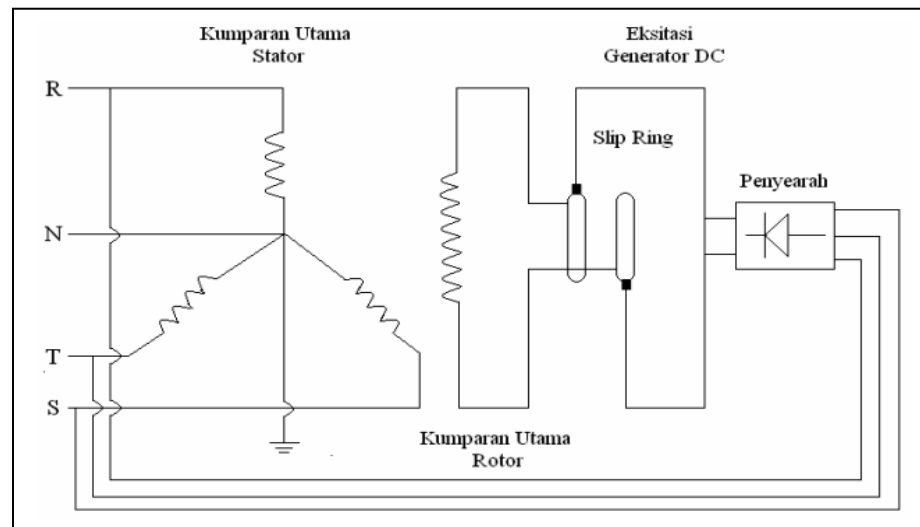 Kumparan Utama
Stator
Eksitasi
Generator DC
R
Slip Ring
Penyearah
N
T
S
Kumparan Utama
Rotor